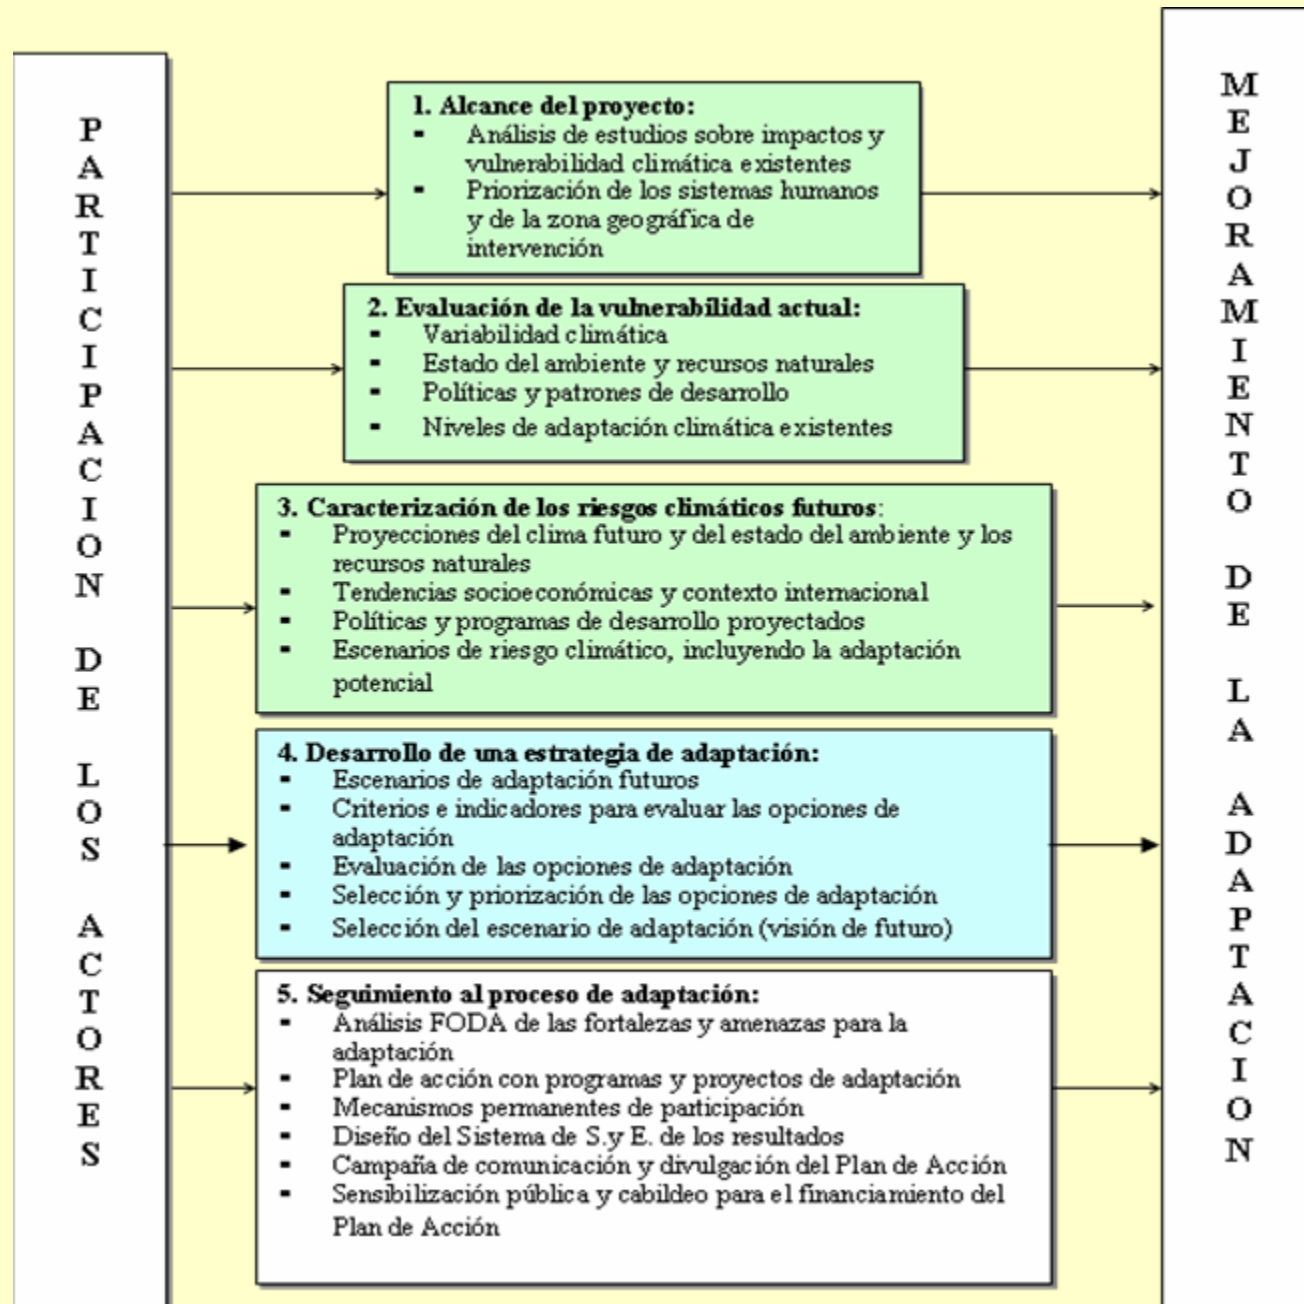 PARTICIPACION DE LOS ACTORES
1. Alcance del proyecto:
▪ Análisis de estudios sobre impactos y
vulnerabilidad climática existentes
▪ Priorización de los sistemas humanos
y de la zona geográfica de
intervención
2. Evaluación de la vulnerabilidad actual:
▪ Variabilidad climática
▪ Estado del ambiente y recursos naturales
▪ Políticas y patrones de desarrollo
▪ Niveles de adaptación climática existentes
3. Caracterización de los riesgos climáticos futuros:
▪ Proyecciones del clima futuro y del estado del ambiente y los
recursos naturales
▪ Tendencias socioeconómicas y contexto internacional
▪ Políticas y programas de desarrollo proyectados
▪ Escenarios de riesgo climático, incluyendo la adaptación
potencial
4. Desarrollo de una estrategia de adaptación:
▪ Escenarios de adaptación futuros
▪ Criterios e indicadores para evaluar las opciones de
adaptación
▪ Evaluación de las opciones de adaptación
▪ Selección y priorización de las opciones de adaptación
▪ Selección del escenario de adaptación (visión de futuro)
5. Seguimiento al proceso de adaptación:
▪ Análisis FODA de las fortalezas y amenazas para la
adaptación
▪ Plan de acción con programas y proyectos de adaptación
▪ Mecanismos permanentes de participación
▪ Diseño del Sistema de S.y E. de los resultados
▪ Campaña de comunicación y divulgación del Plan de Acción
▪ Sensibilización pública y cabildeo para el financiamiento del
Plan de Acción
MEJORAMIENTO DE LA ADAPTACION